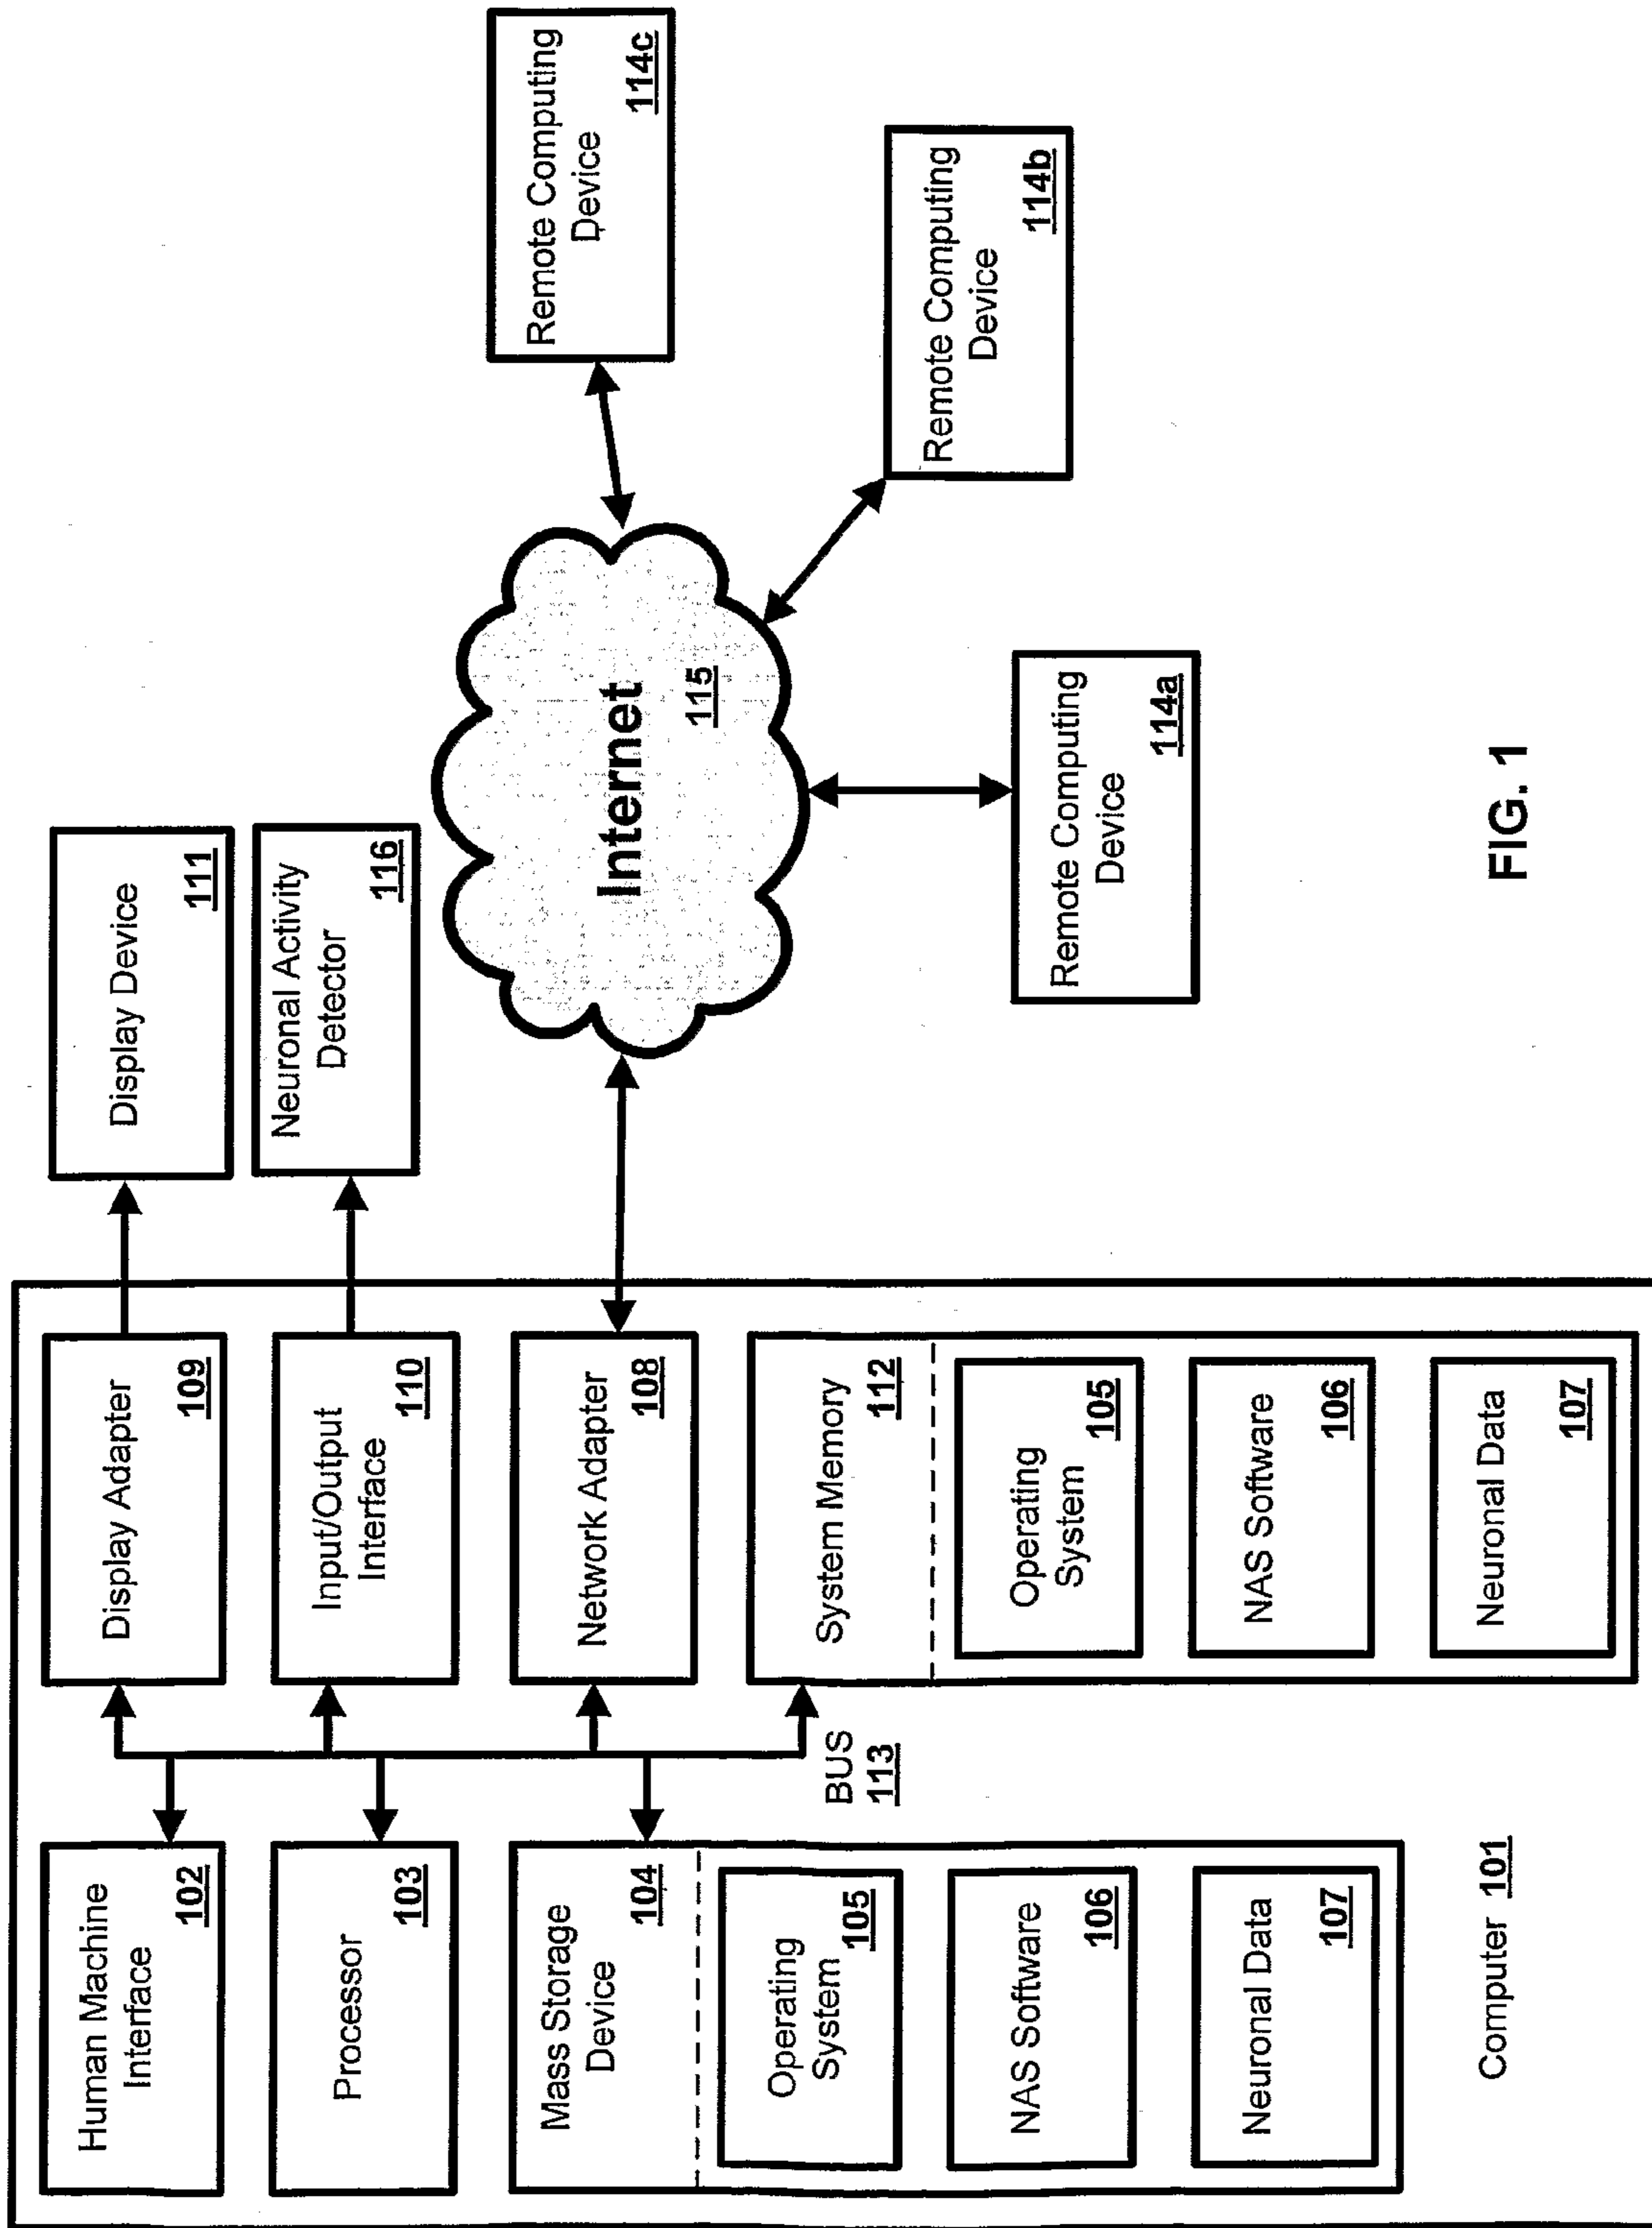 Human Machine
Interface
102
Processor
103
Mass Storage
Device
104
Operating
System
105
NAS Software
106
Neuronal Data
107
Computer 101
BUS
113
Display Adapter
109
Input/Output
Interface
110
Network Adapter
108
System Memory
112
Operating
System
105
NAS Software
106
Neuronal Data
107
Display Device
111
Neuronal Activity
Detector
116
Internet
115
Remote Computing
Device
114a
Remote Computing
Device
114b
Remote Computing
Device
114c
FIG. 1